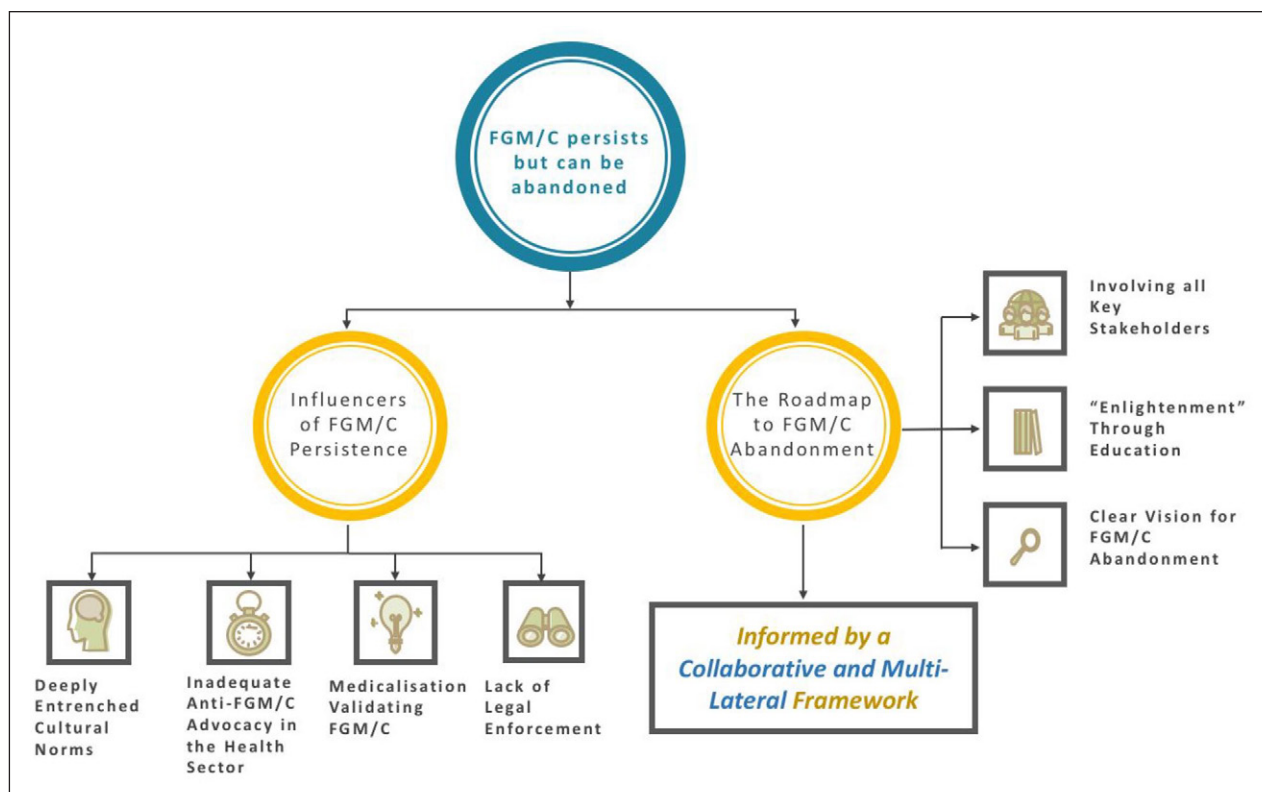 FGM/C persists
but can be
abandoned
Influencers
of FGM/C
Persistence
The Roadmap
to FGM/C
Abandonment
Involving all
Key
Stakeholders
“Enlightenment”
Through
Education
Clear Vision for
FGM/C
Abandonment
Deeply
Entrenched
Cultural
Norms
Inadequate
Anti-FGM/C
Advocacy in
the Health
Sector
Medicalisation
Validating
FGM/C
Lack of
Legal
Enforcement
Informed by a
Collaborative and Multi-
Lateral Framework